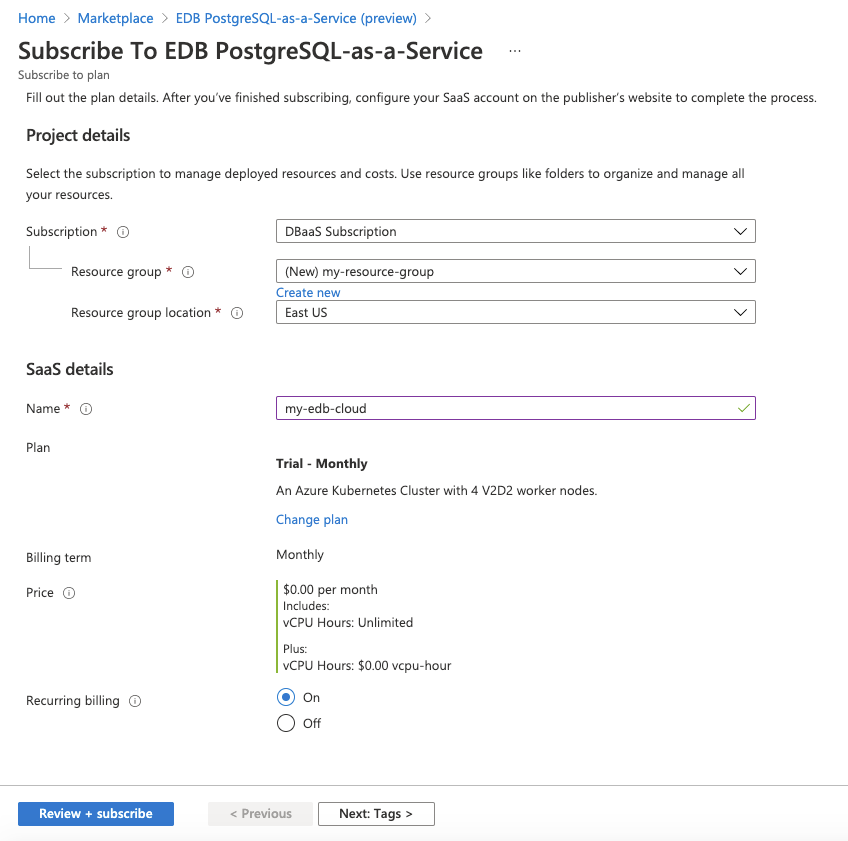 Home > Marketplace > EDB PostgreSQL-as-a-Service (preview) >
Subscribe To EDB PostgreSQL-as-a-Service ...
Subscribe to plan
Fill out the plan details. After you've finished subscribing, configure your SaaS account on the publisher's website to complete the process.
Project details
Select the subscription to manage deployed resources and costs. Use resource groups like folders to organize and manage all
your resources.
Subscription * DBaaS Subscription
Resource group * (New) my-resource-group
Create new
Resource group location * East US
SaaS details
Name * my-edb-cloud
Plan
Trial - Monthly
An Azure Kubernetes Cluster with 4 V2D2 worker nodes.
Change plan
Billing term Monthly
Price $0.00 per month
Includes:
vCPU Hours: Unlimited
Plus:
vCPU Hours: $0.00 vcpu-hour
Recurring billing On
Off
Review + subscribe < Previous Next: Tags >